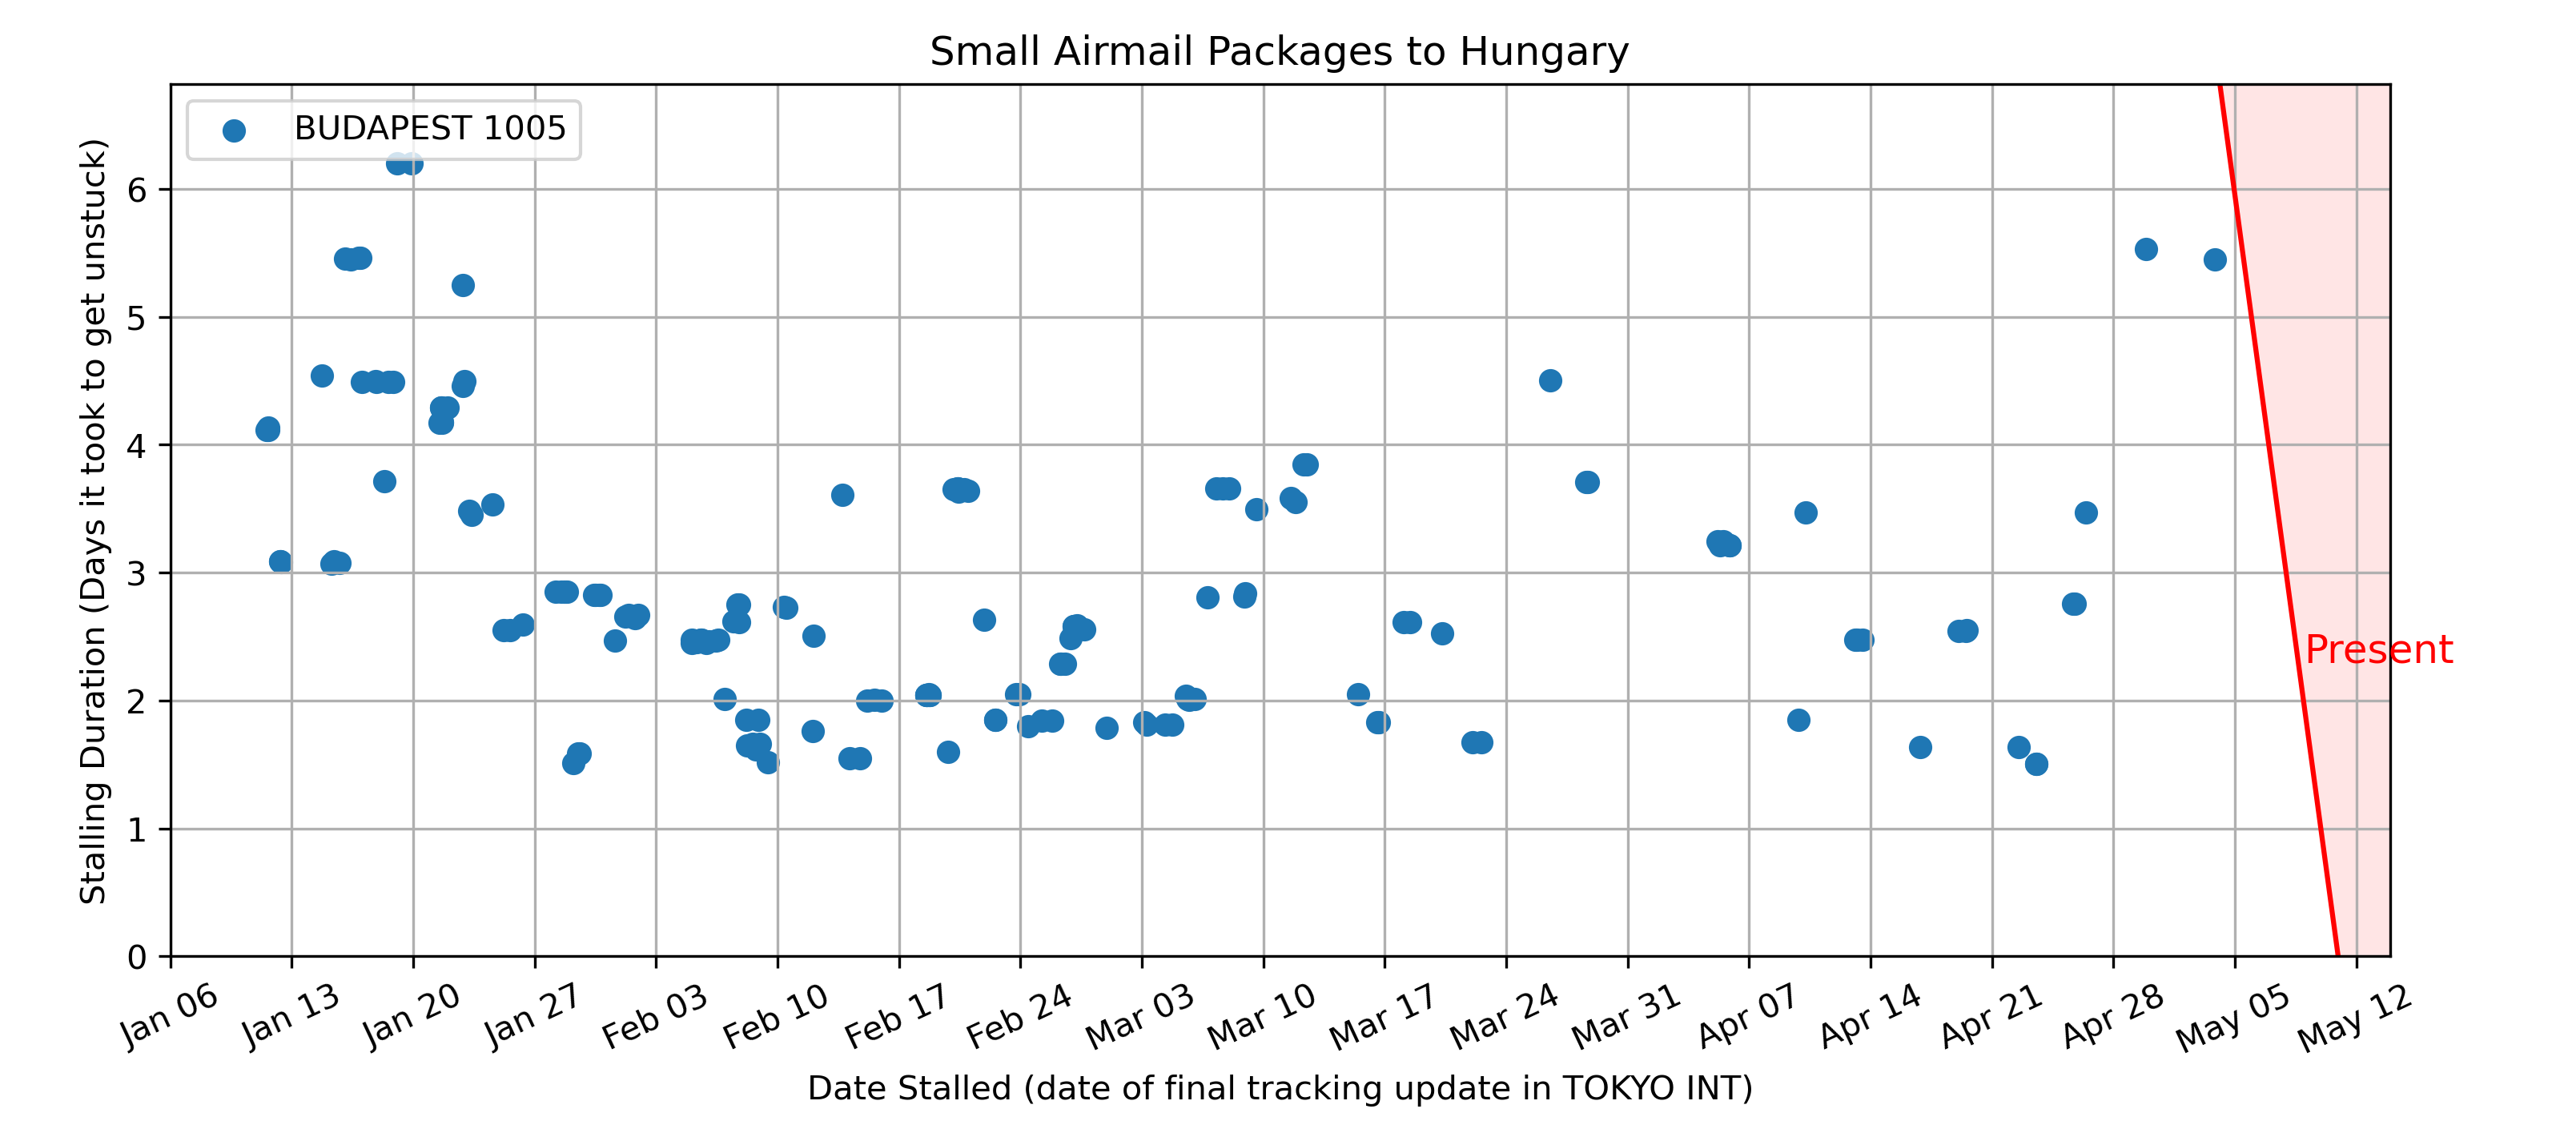 Small Airmail Packages to Hungary
BUDAPEST 1005
Stalling Duration (Days it took to get unstuck)
6
5
4
3
2
1
0
Present
Jan 06
Jan 13
Jan 20
Jan 27
Feb 03
Feb 10
Feb 17
Feb 24
Mar 03
Mar 10
Mar 17
Mar 24
Mar 31
Apr 07
Apr 14
Apr 21
Apr 28
May 05
May 12
Date Stalled (date of final tracking update in TOKYO INT)